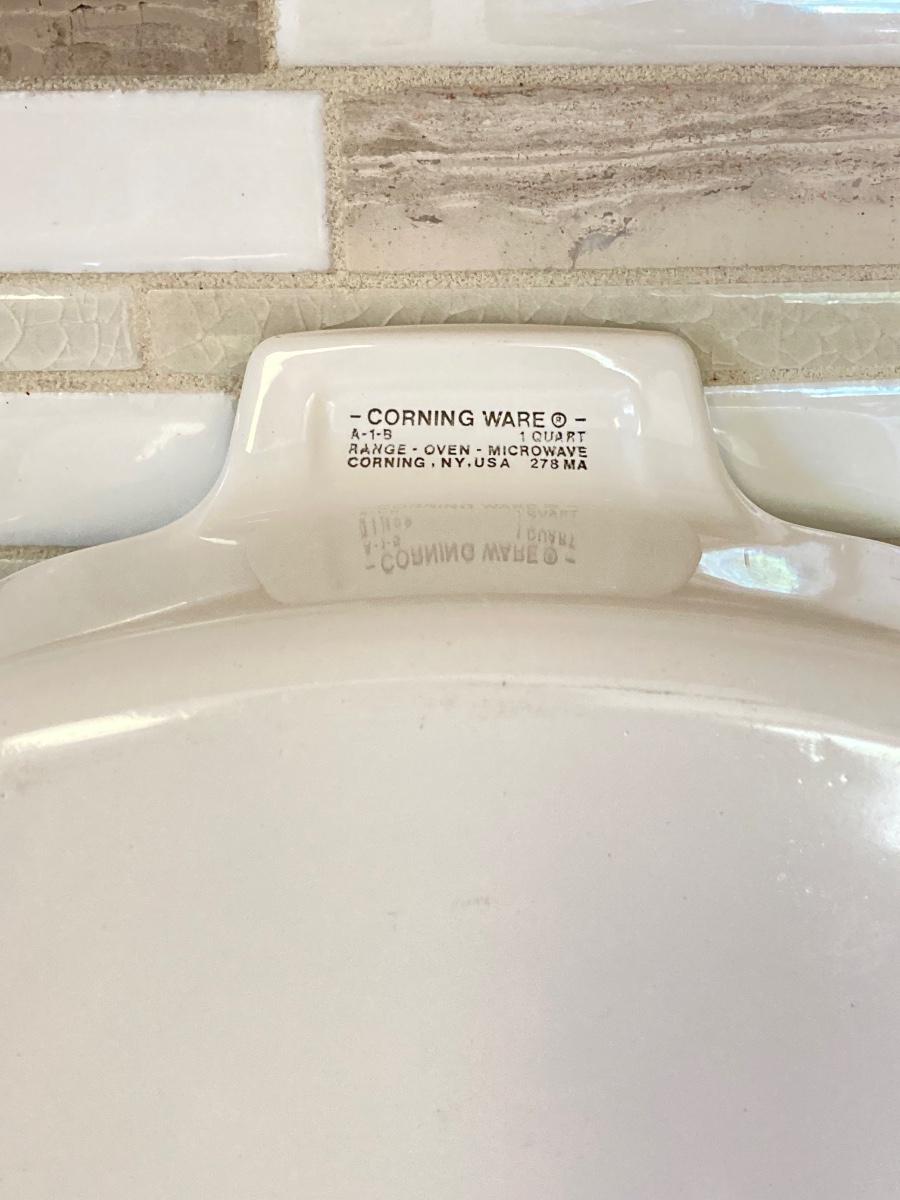 - CORNING WARE ® -
A-1-B 1 QUART
RANGE - OVEN - MICROWAVE
CORNING, NY, USA 278 MA